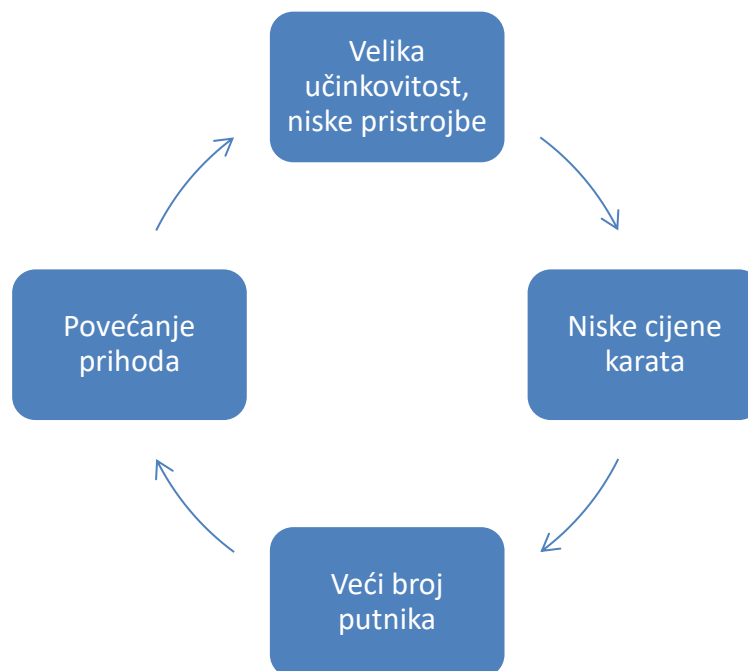 Velika
učinkovitost,
niske pristrojbe
Niske cijene
karata
Veći broj
putnika
Povećanje
prihoda